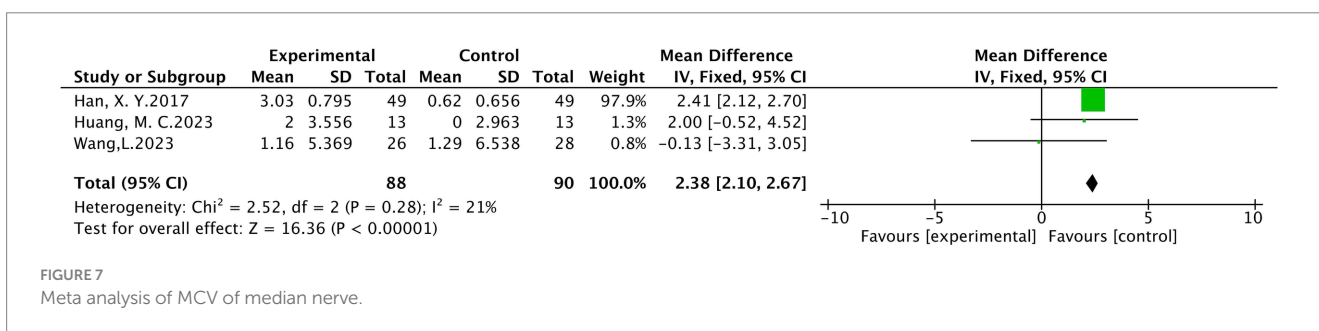 Experimental Control Mean Difference Mean Difference
Study or Subgroup Mean SD Total Mean SD Total Weight IV, Fixed, 95% CI IV, Fixed, 95% CI
Han, X. Y.2017 3.03 0.795 49 0.62 0.656 49 97.9% 2.41 [2.12, 2.70]
Huang, M. C.2023 2 3.556 13 0 2.963 13 1.3% 2.00 [-0.52, 4.52]
Wang,L.2023 1.16 5.369 26 1.29 6.538 28 0.8% -0.13 [-3.31, 3.05]
Total (95% CI) 88 90 100.0% 2.38 [2.10, 2.67]
Heterogeneity: Chi² = 2.52, df = 2 (P = 0.28); I² = 21%
Test for overall effect: Z = 16.36 (P < 0.00001)
-10 -5 0 5 10
Favours [experimental] Favours [control]
FIGURE 7
Meta analysis of MCV of median nerve.